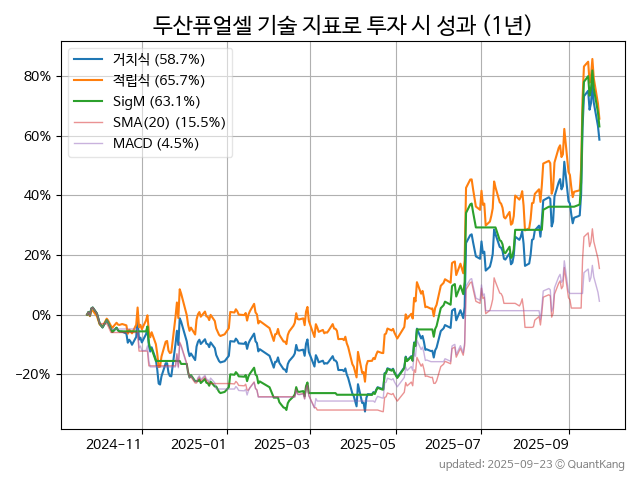 두산퓨얼셀 기술 지표로 투자 시 성과 (1년)
거치식 (58.7%)
적립식 (65.7%)
SigM (63.1%)
SMA(20) (15.5%)
MACD (4.5%)
80%
60%
40%
20%
0%
−20%
2024-11
2025-01
2025-03
2025-05
2025-07
2025-09
updated: 2025-09-23 © QuantKang